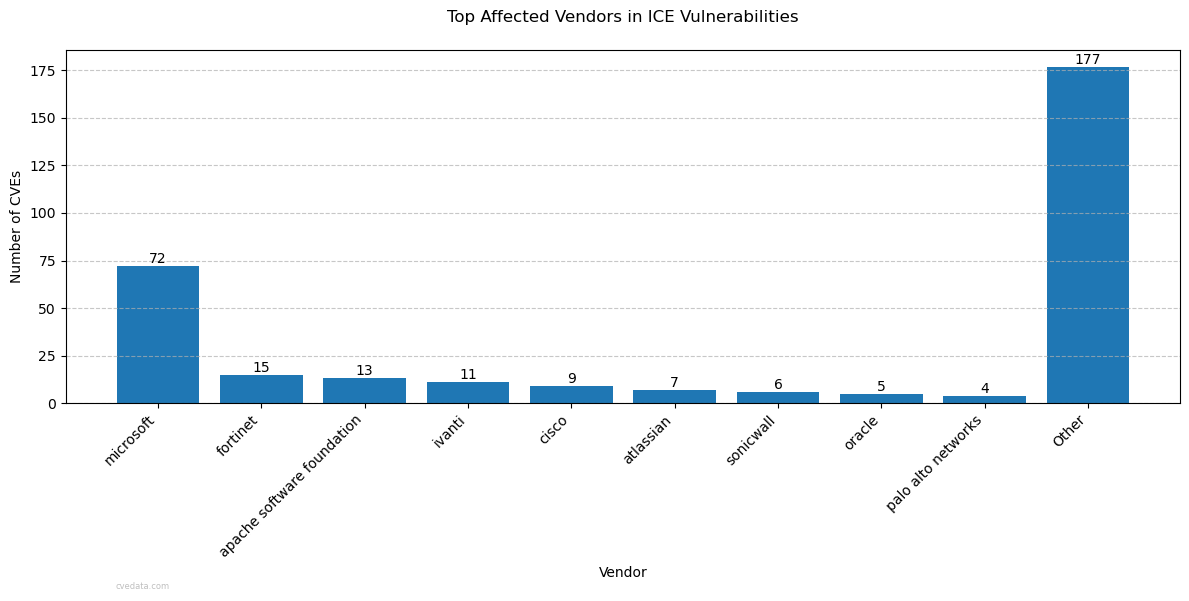 Top Affected Vendors in ICE Vulnerabilities
Number of CVEs
175
150
125
100
75
50
25
0
72
15
13
11
9
7
6
5
4
177
microsoft
fortinet
apache software foundation
ivanti
cisco
atlassian
sonicwall
oracle
palo alto networks
Other
Vendor
cvedata.com